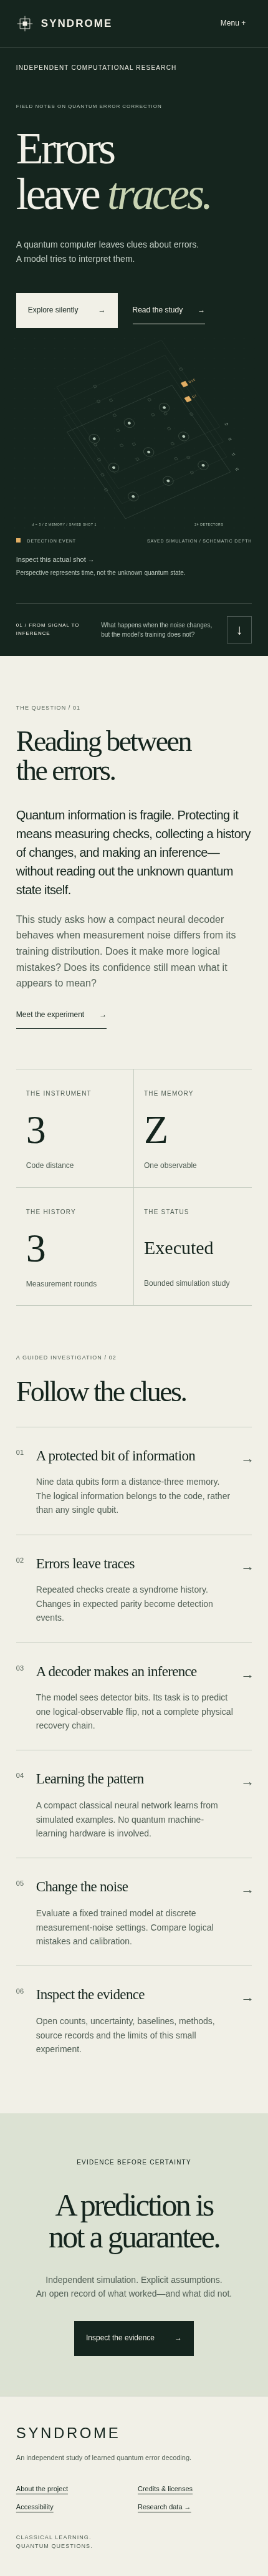 SYNDROME
Menu +
INDEPENDENT COMPUTATIONAL RESEARCH
FIELD NOTES ON QUANTUM ERROR CORRECTION
Errors
leave traces.
A quantum computer leaves clues about errors.
A model tries to interpret them.
Explore silently →
Read the study →
DETECTION EVENT
SAVED SIMULATION / SCHEMATIC DEPTH
Inspect this actual shot →
Perspective represents time, not the unknown quantum state.
01 / FROM SIGNAL TO
INFERENCE
What happens when the noise changes,
but the model's training does not?
↓
THE QUESTION / 01
Reading between
the errors.
Quantum information is fragile. Protecting it
means measuring checks, collecting a history
of changes, and making an inference—
without reading out the unknown quantum
state itself.
This study asks how a compact neural decoder
behaves when measurement noise differs from its
training distribution. Does it make more logical
mistakes? Does its confidence still mean what it
appears to mean?
Meet the experiment →
THE INSTRUMENT
3
Code distance
THE MEMORY
Z
One observable
THE HISTORY
3
Measurement rounds
THE STATUS
Executed
Bounded simulation study
A GUIDED INVESTIGATION / 02
Follow the clues.
01
A protected bit of information →
Nine data qubits form a distance-three memory.
The logical information belongs to the code, rather
than any single qubit.
02
Errors leave traces →
Repeated checks create a syndrome history.
Changes in expected parity become detection
events.
03
A decoder makes an inference →
The model sees detector bits. Its task is to predict
one logical-observable flip, not a complete physical
recovery chain.
04
Learning the pattern →
A compact classical neural network learns from
simulated examples. No quantum machine-
learning hardware is involved.
05
Change the noise →
Evaluate a fixed trained model at discrete
measurement-noise settings. Compare logical
mistakes and calibration.
06
Inspect the evidence →
Open counts, uncertainty, baselines, methods,
source records and the limits of this small
experiment.
EVIDENCE BEFORE CERTAINTY
A prediction is
not a guarantee.
Independent simulation. Explicit assumptions.
An open record of what worked—and what did not.
Inspect the evidence →
SYNDROME
An independent study of learned quantum error decoding.
About the project
Credits & licenses
Accessibility
Research data →
CLASSICAL LEARNING.
QUANTUM QUESTIONS.